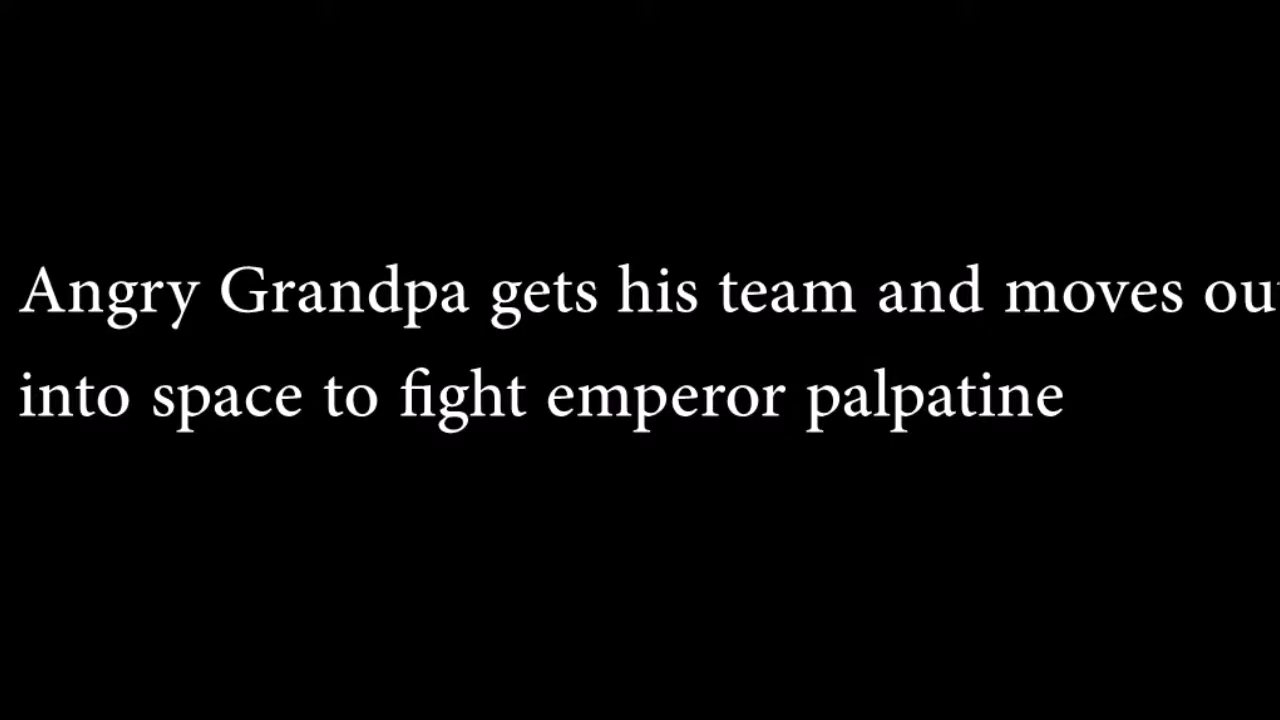 Angry Grandpa gets his team and moves ou
into space to fight emperor palpatine